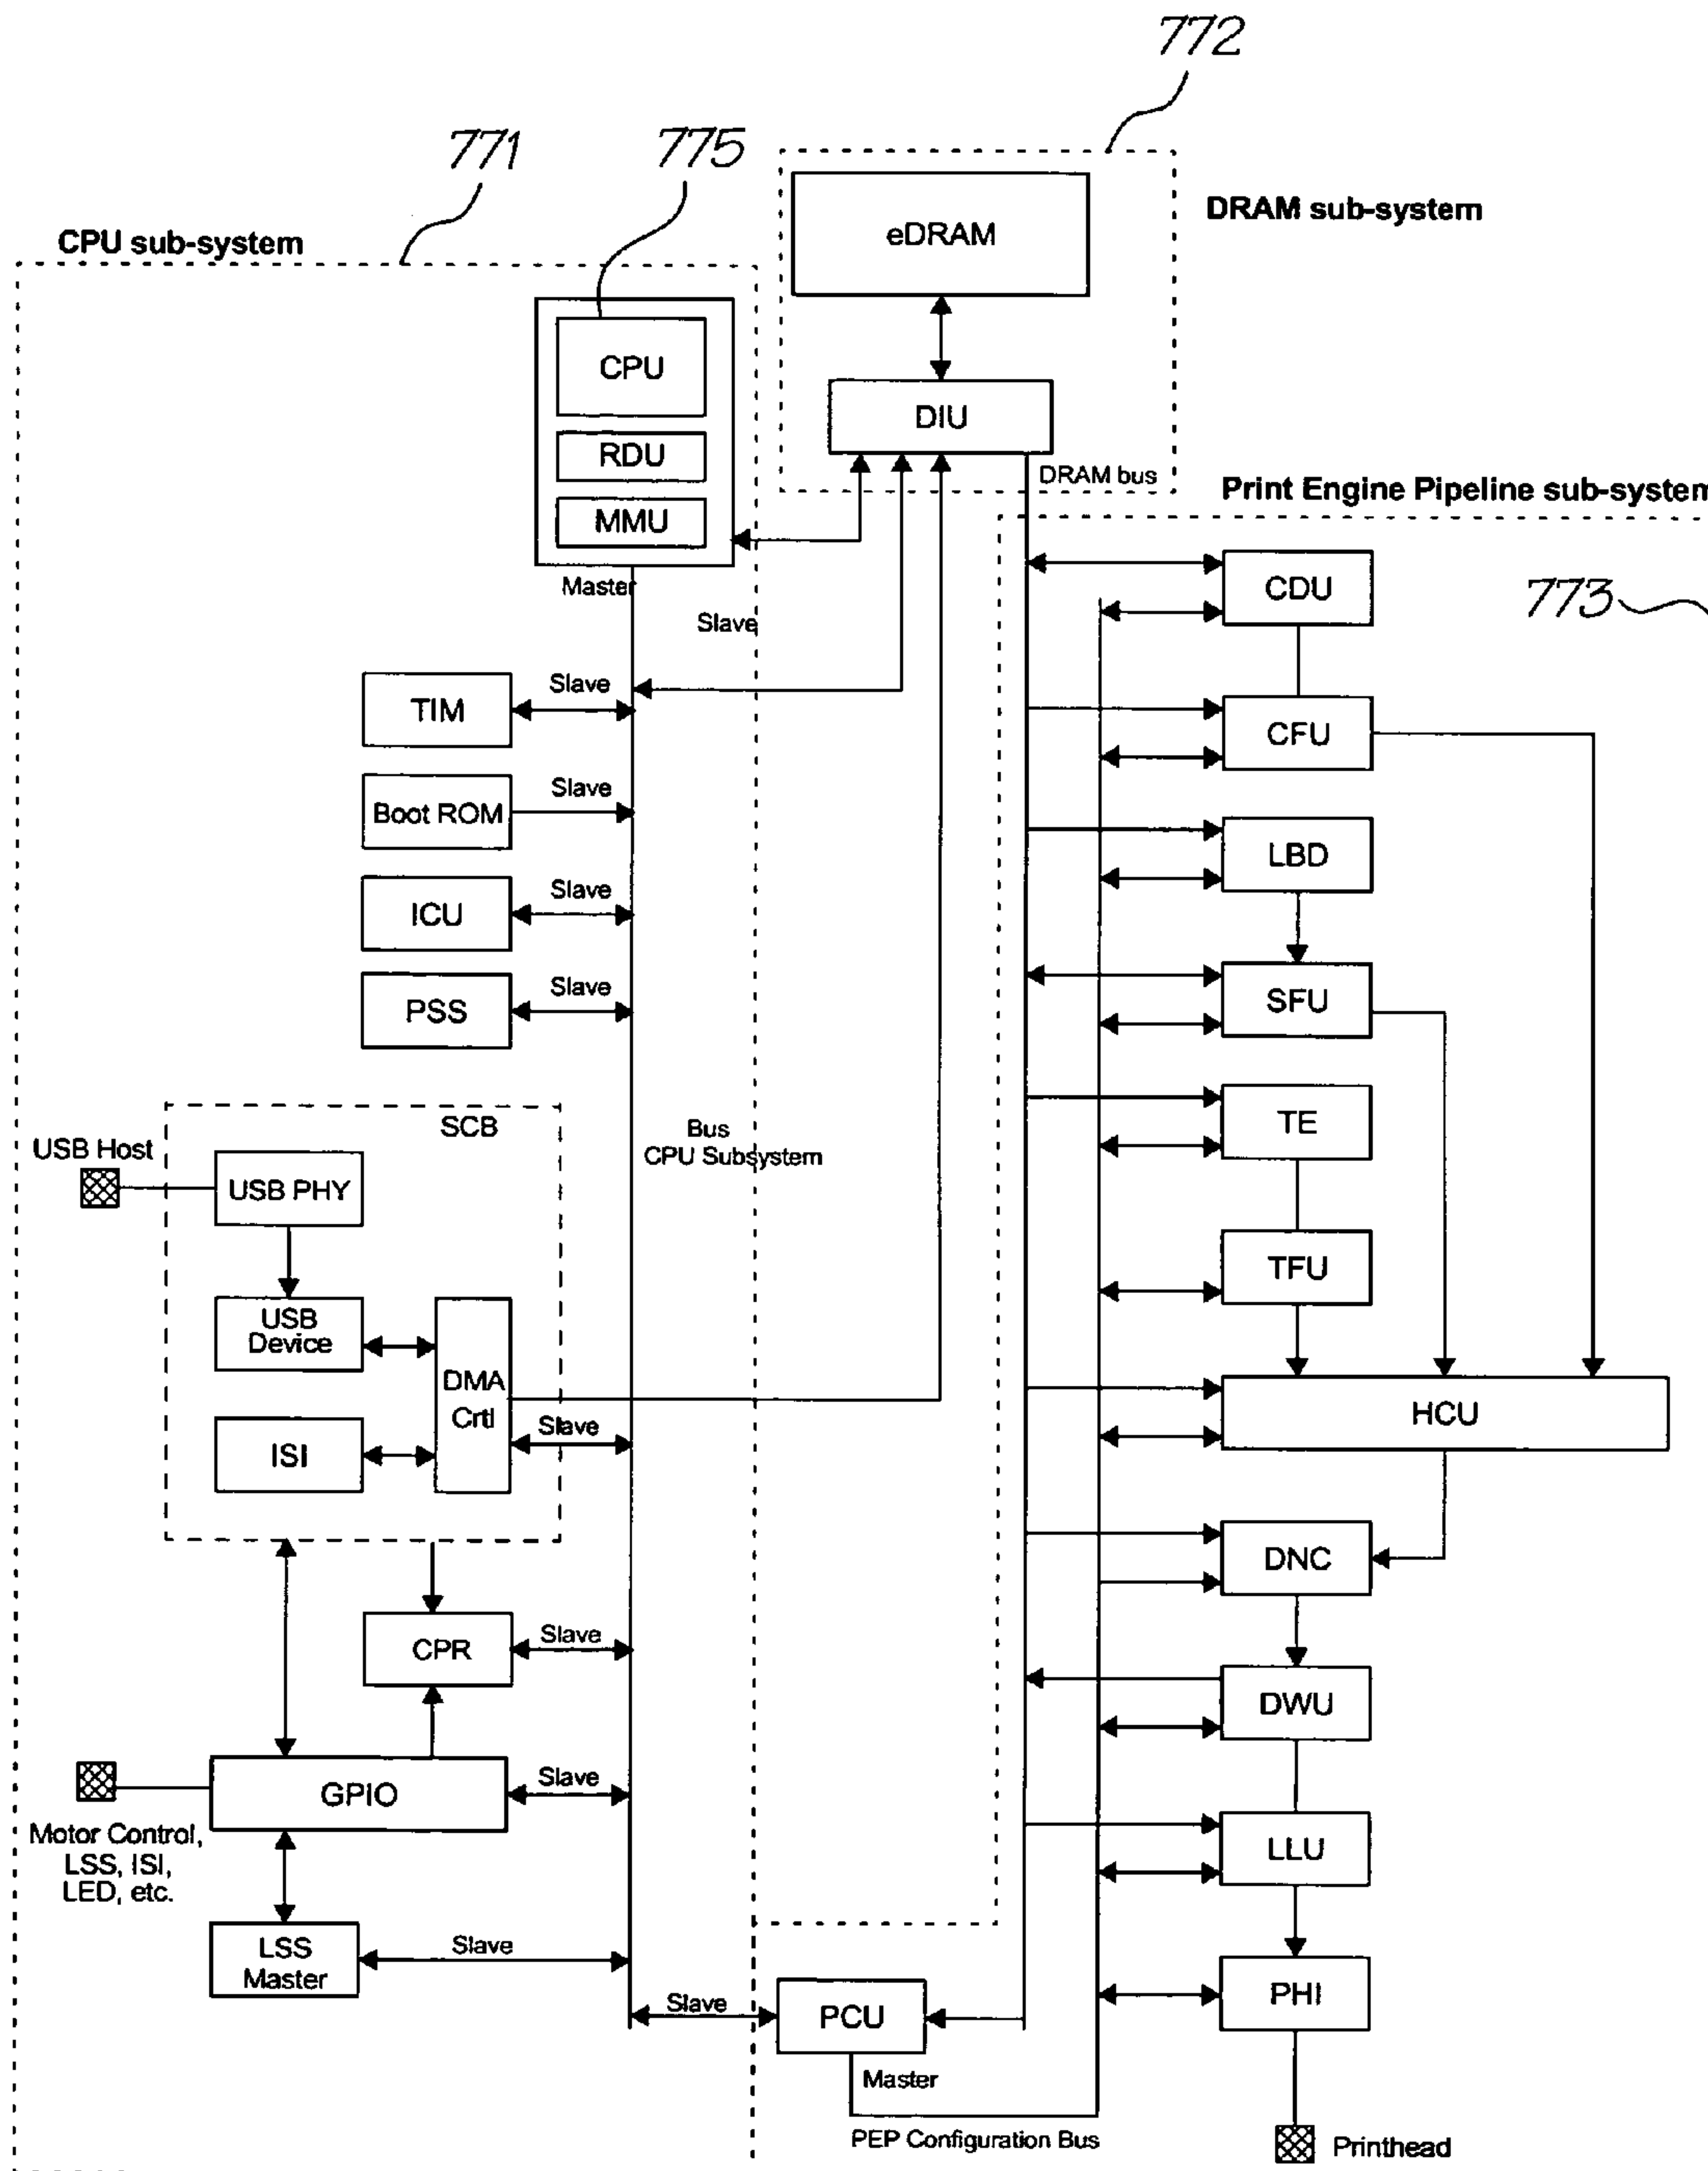 772
771
775
CPU sub-system
DRAM sub-system
eDRAM
CPU
DIU
RDU
MMU
DRAM bus
Print Engine Pipeline sub-system
Master
Slave
CDU
773
TIM
Slave
CFU
Boot ROM
Slave
LBD
ICU
Slave
PSS
Slave
SFU
SCB
Bus
CPU Subsystem
TE
USB Host
USB PHY
TFU
USB
Device
DMA
Crtl
HCU
ISI
Slave
DNC
CPR
Slave
DWU
GPIO
Slave
Motor Control,
LSS, ISI,
LED, etc.
LLU
LSS
Master
Slave
Slave
PCU
PHI
Master
PEP Configuration Bus
Printhead